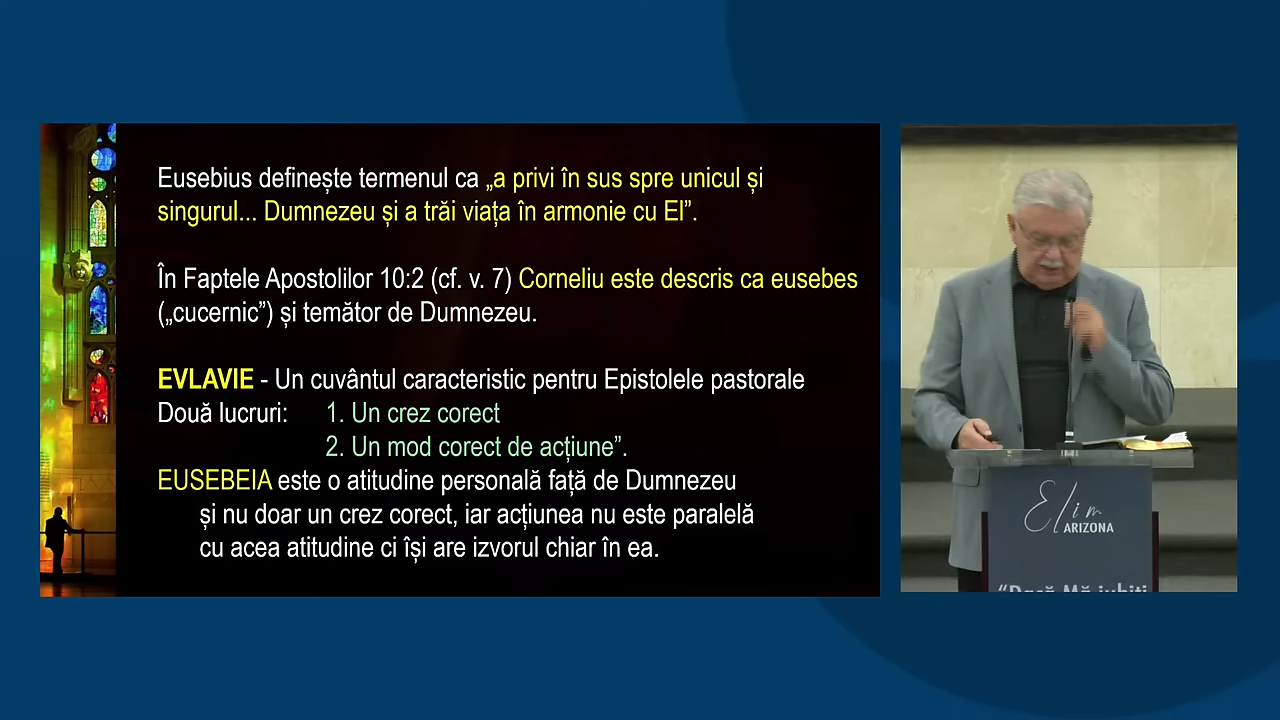 Eusebius definește termenul ca „a privi în sus spre unicul și
singurul... Dumnezeu și a trăi viața în armonie cu El”.
În Faptele Apostolilor 10:2 (cf. v. 7) Corneliu este descris ca eusebes
(„cucernic”) și temător de Dumnezeu.
EVLAVIE - Un cuvântul caracteristic pentru Epistolele pastorale
Două lucruri: 1. Un crez corect
2. Un mod corect de acțiune”.
EUSEBEIA este o atitudine personală față de Dumnezeu
și nu doar un crez corect, iar acțiunea nu este paralelă
cu acea atitudine ci își are izvorul chiar în ea.
Elim
ARIZONA
“Dacă Mă iubiți